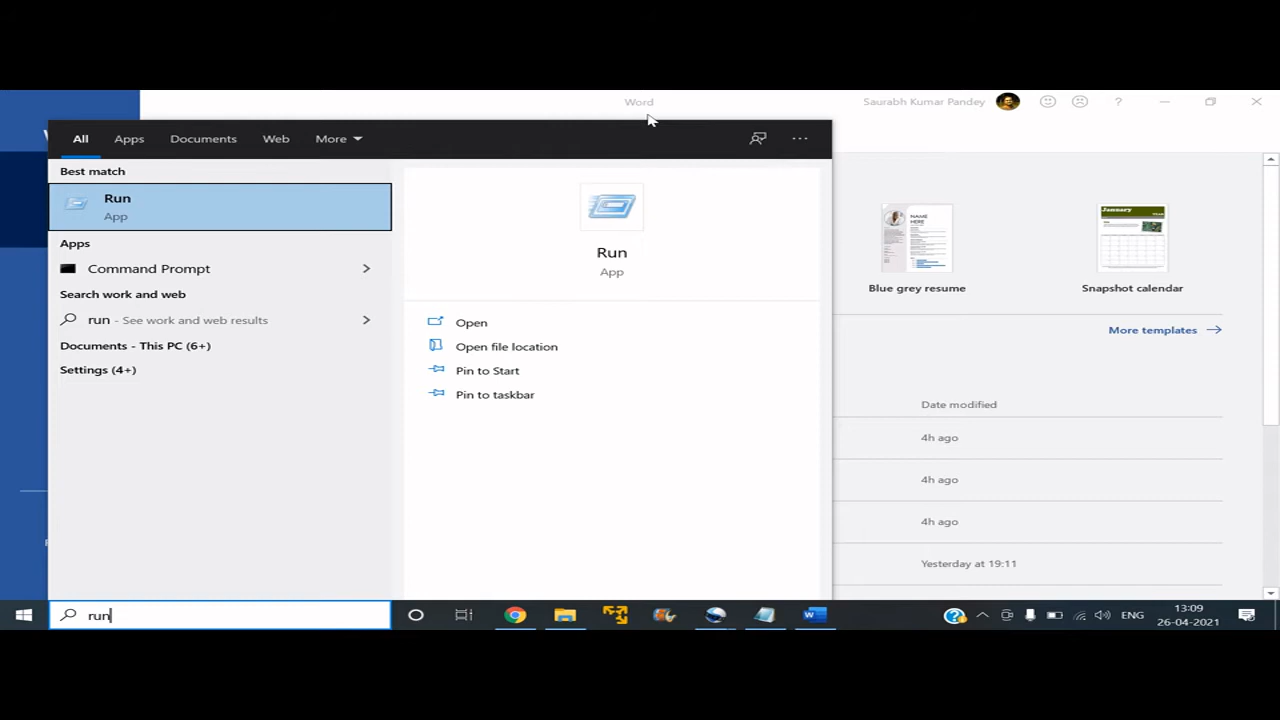 Word
Saurabh Kumar Pandey
?
All Apps Documents Web More
Best match
Run
App
Apps
Command Prompt
Search work and web
run - See work and web results
Documents - This PC (6+)
Settings (4+)
Run
App
Open
Open file location
Pin to Start
Pin to taskbar
NAME
HERE
January
Blue grey resume
Snapshot calendar
More templates
Date modified
4h ago
4h ago
4h ago
Yesterday at 19:11
run
ENG
13:09
26-04-2021